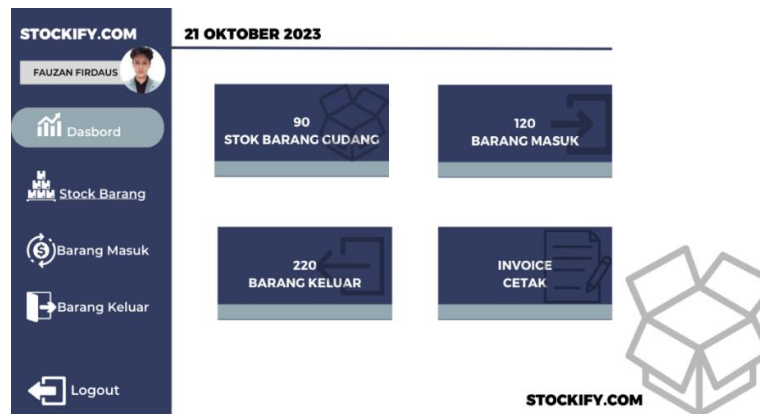 STOCKIFY.COM
21 OKTOBER 2023
FAUZAN FIRDAUS
Dasbord
90
STOK BARANG GUDANG
120
BARANG MASUK
Stock Barang
Barang Masuk
220
BARANG KELUAR
INVOICE
CETAK
Barang Keluar
Logout
STOCKIFY.COM